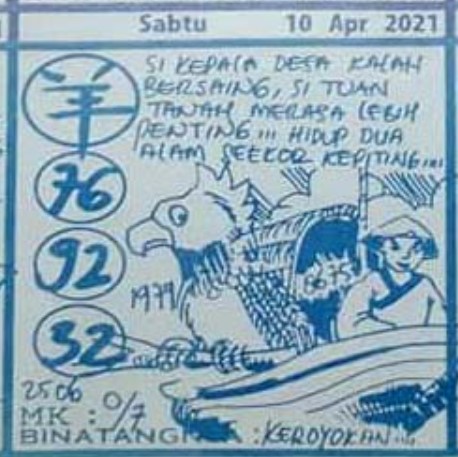 Sabtu 10 Apr 2021
羊
SI KEPALA DESA KALAH
BERSAING, SI TUAN
TANAH MERASA LEBIH
PENTING ,,, HIDUP DUA
ALAM SEEKOR KEPITING....
76
92
32
1979
6675
2506
MK : 0/7
BINATANG : KEROYOKAN....